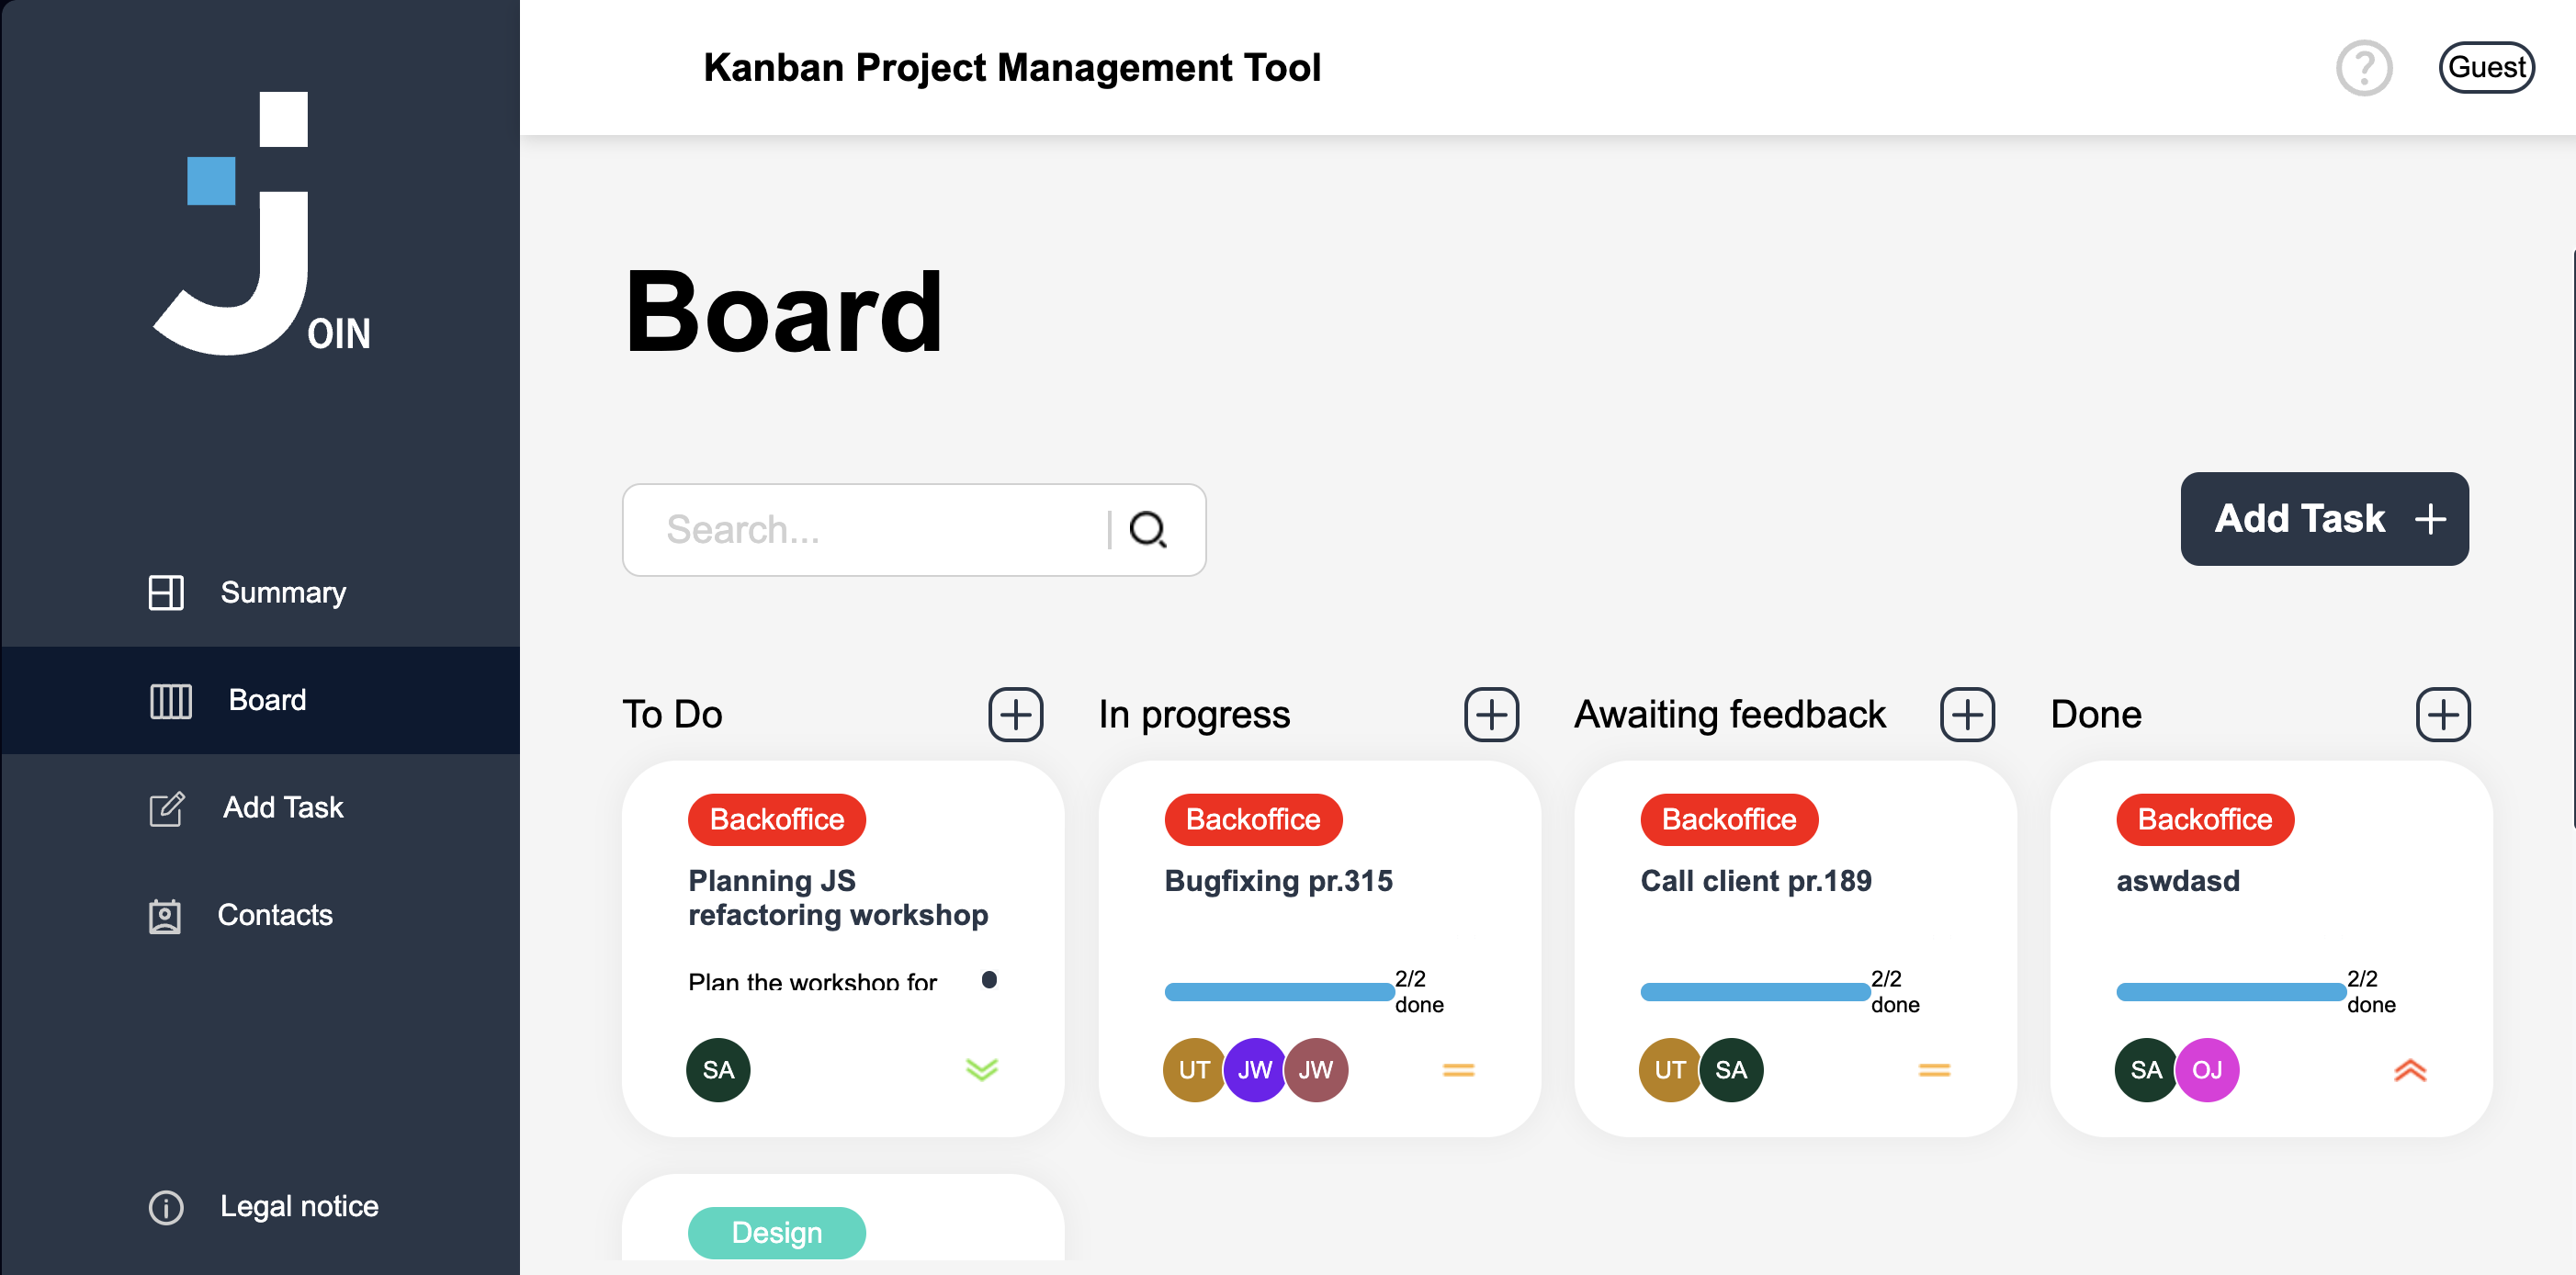 Kanban Project Management Tool
Guest
OIN
Summary
Board
Add Task
Contacts
Legal notice
Board
Search...
Add Task
To Do
In progress
Awaiting feedback
Done
Backoffice
Planning JS
refactoring workshop
Plan the workshop for
SA
Design
Backoffice
Bugfixing pr.315
2/2
done
UT JW JW
Backoffice
Call client pr.189
2/2
done
UT SA
Backoffice
aswdasd
2/2
done
SA OJ